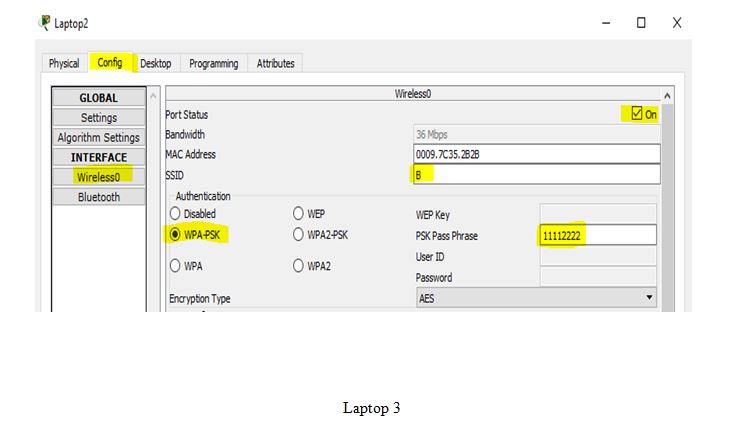 Laptop2
Physical Config Desktop Programming Attributes
GLOBAL
Settings
Algorithm Settings
INTERFACE
Wireless0
Bluetooth
Wireless0
Port Status On
Bandwidth 36 Mbps
MAC Address 0009.7C35.2B2B
SSID B
Authentication
Disabled WEP WEP Key
WPA-PSK WPA2-PSK PSK Pass Phrase 11112222
User ID
WPA WPA2
Password
Encryption Type AES
Laptop 3